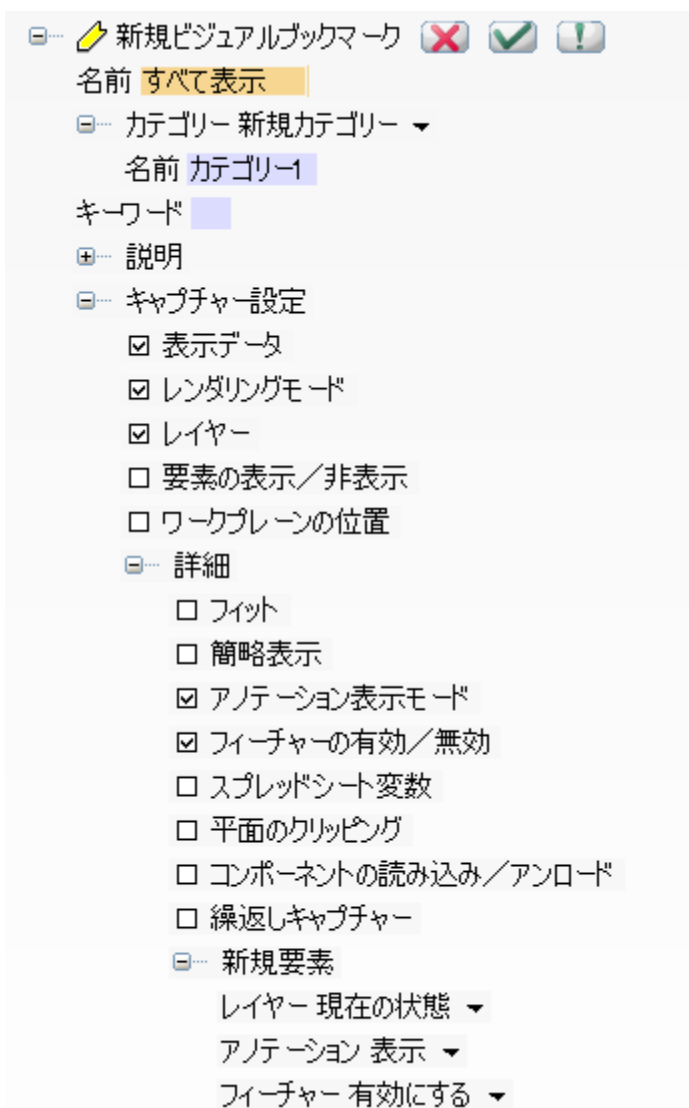 新規ビジュアルブックマーク
名前 すべて表示
カテゴリー 新規カテゴリー
名前 カテゴリー1
キーワード
説明
キャプチャー設定
表示データ
レンダリングモード
レイヤー
要素の表示／非表示
ワークプレーンの位置
詳細
フィット
簡略表示
アノテーション表示モード
フィーチャーの有効／無効
スプレッドシート変数
平面のクリッピング
コンポーネントの読み込み／アンロード
繰返しキャプチャー
新規要素
レイヤー 現在の状態
アノテーション 表示
フィーチャー 有効にする